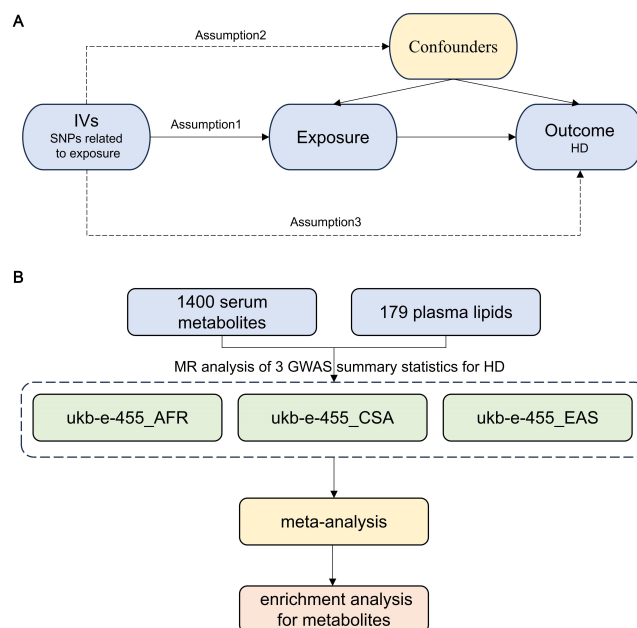 A
Assumption2
Confounders
IVs
SNPs related
to exposure
Assumption1
Exposure
Outcome
HD
Assumption3
B
1400 serum
metabolites
179 plasma lipids
MR analysis of 3 GWAS summary statistics for HD
ukb-e-455_AFR
ukb-e-455_CSA
ukb-e-455_EAS
meta-analysis
enrichment analysis
for metabolites